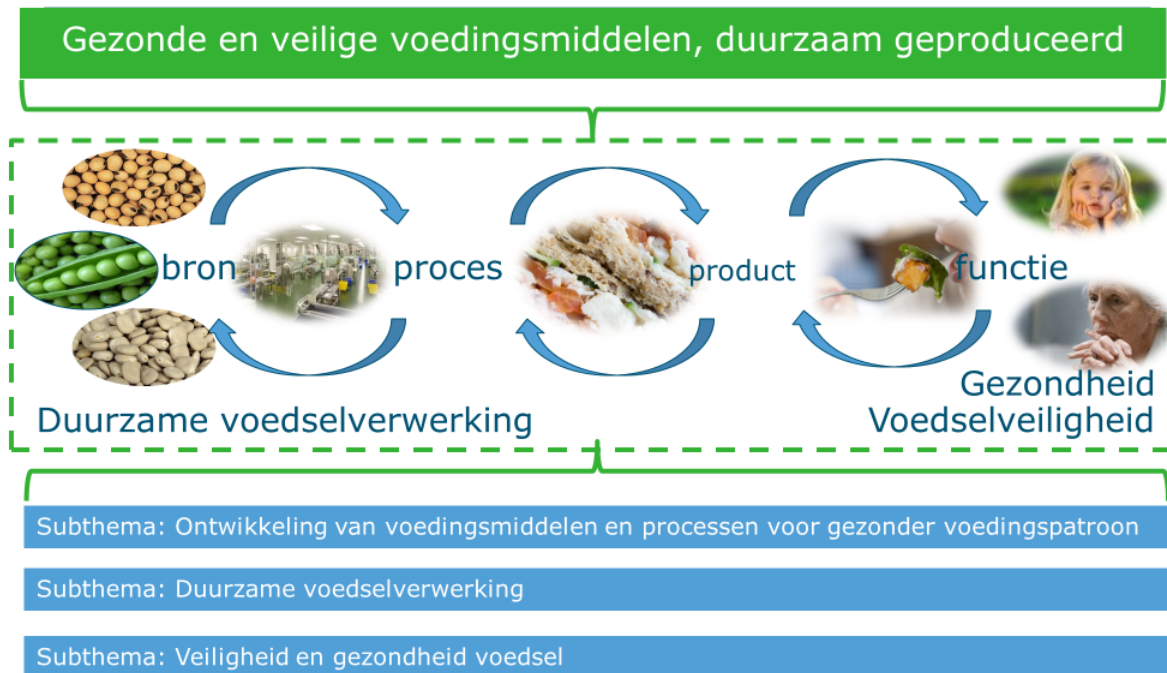 Gezonde en veilige voedingsmiddelen, duurzaam geproduceerd
bron
proces
product
functie
Duurzame voedselverwerking
Gezondheid
Voedselveiligheid
Subthema: Ontwikkeling van voedingsmiddelen en processen voor gezonder voedingspatroon
Subthema: Duurzame voedselverwerking
Subthema: Veiligheid en gezondheid voedsel